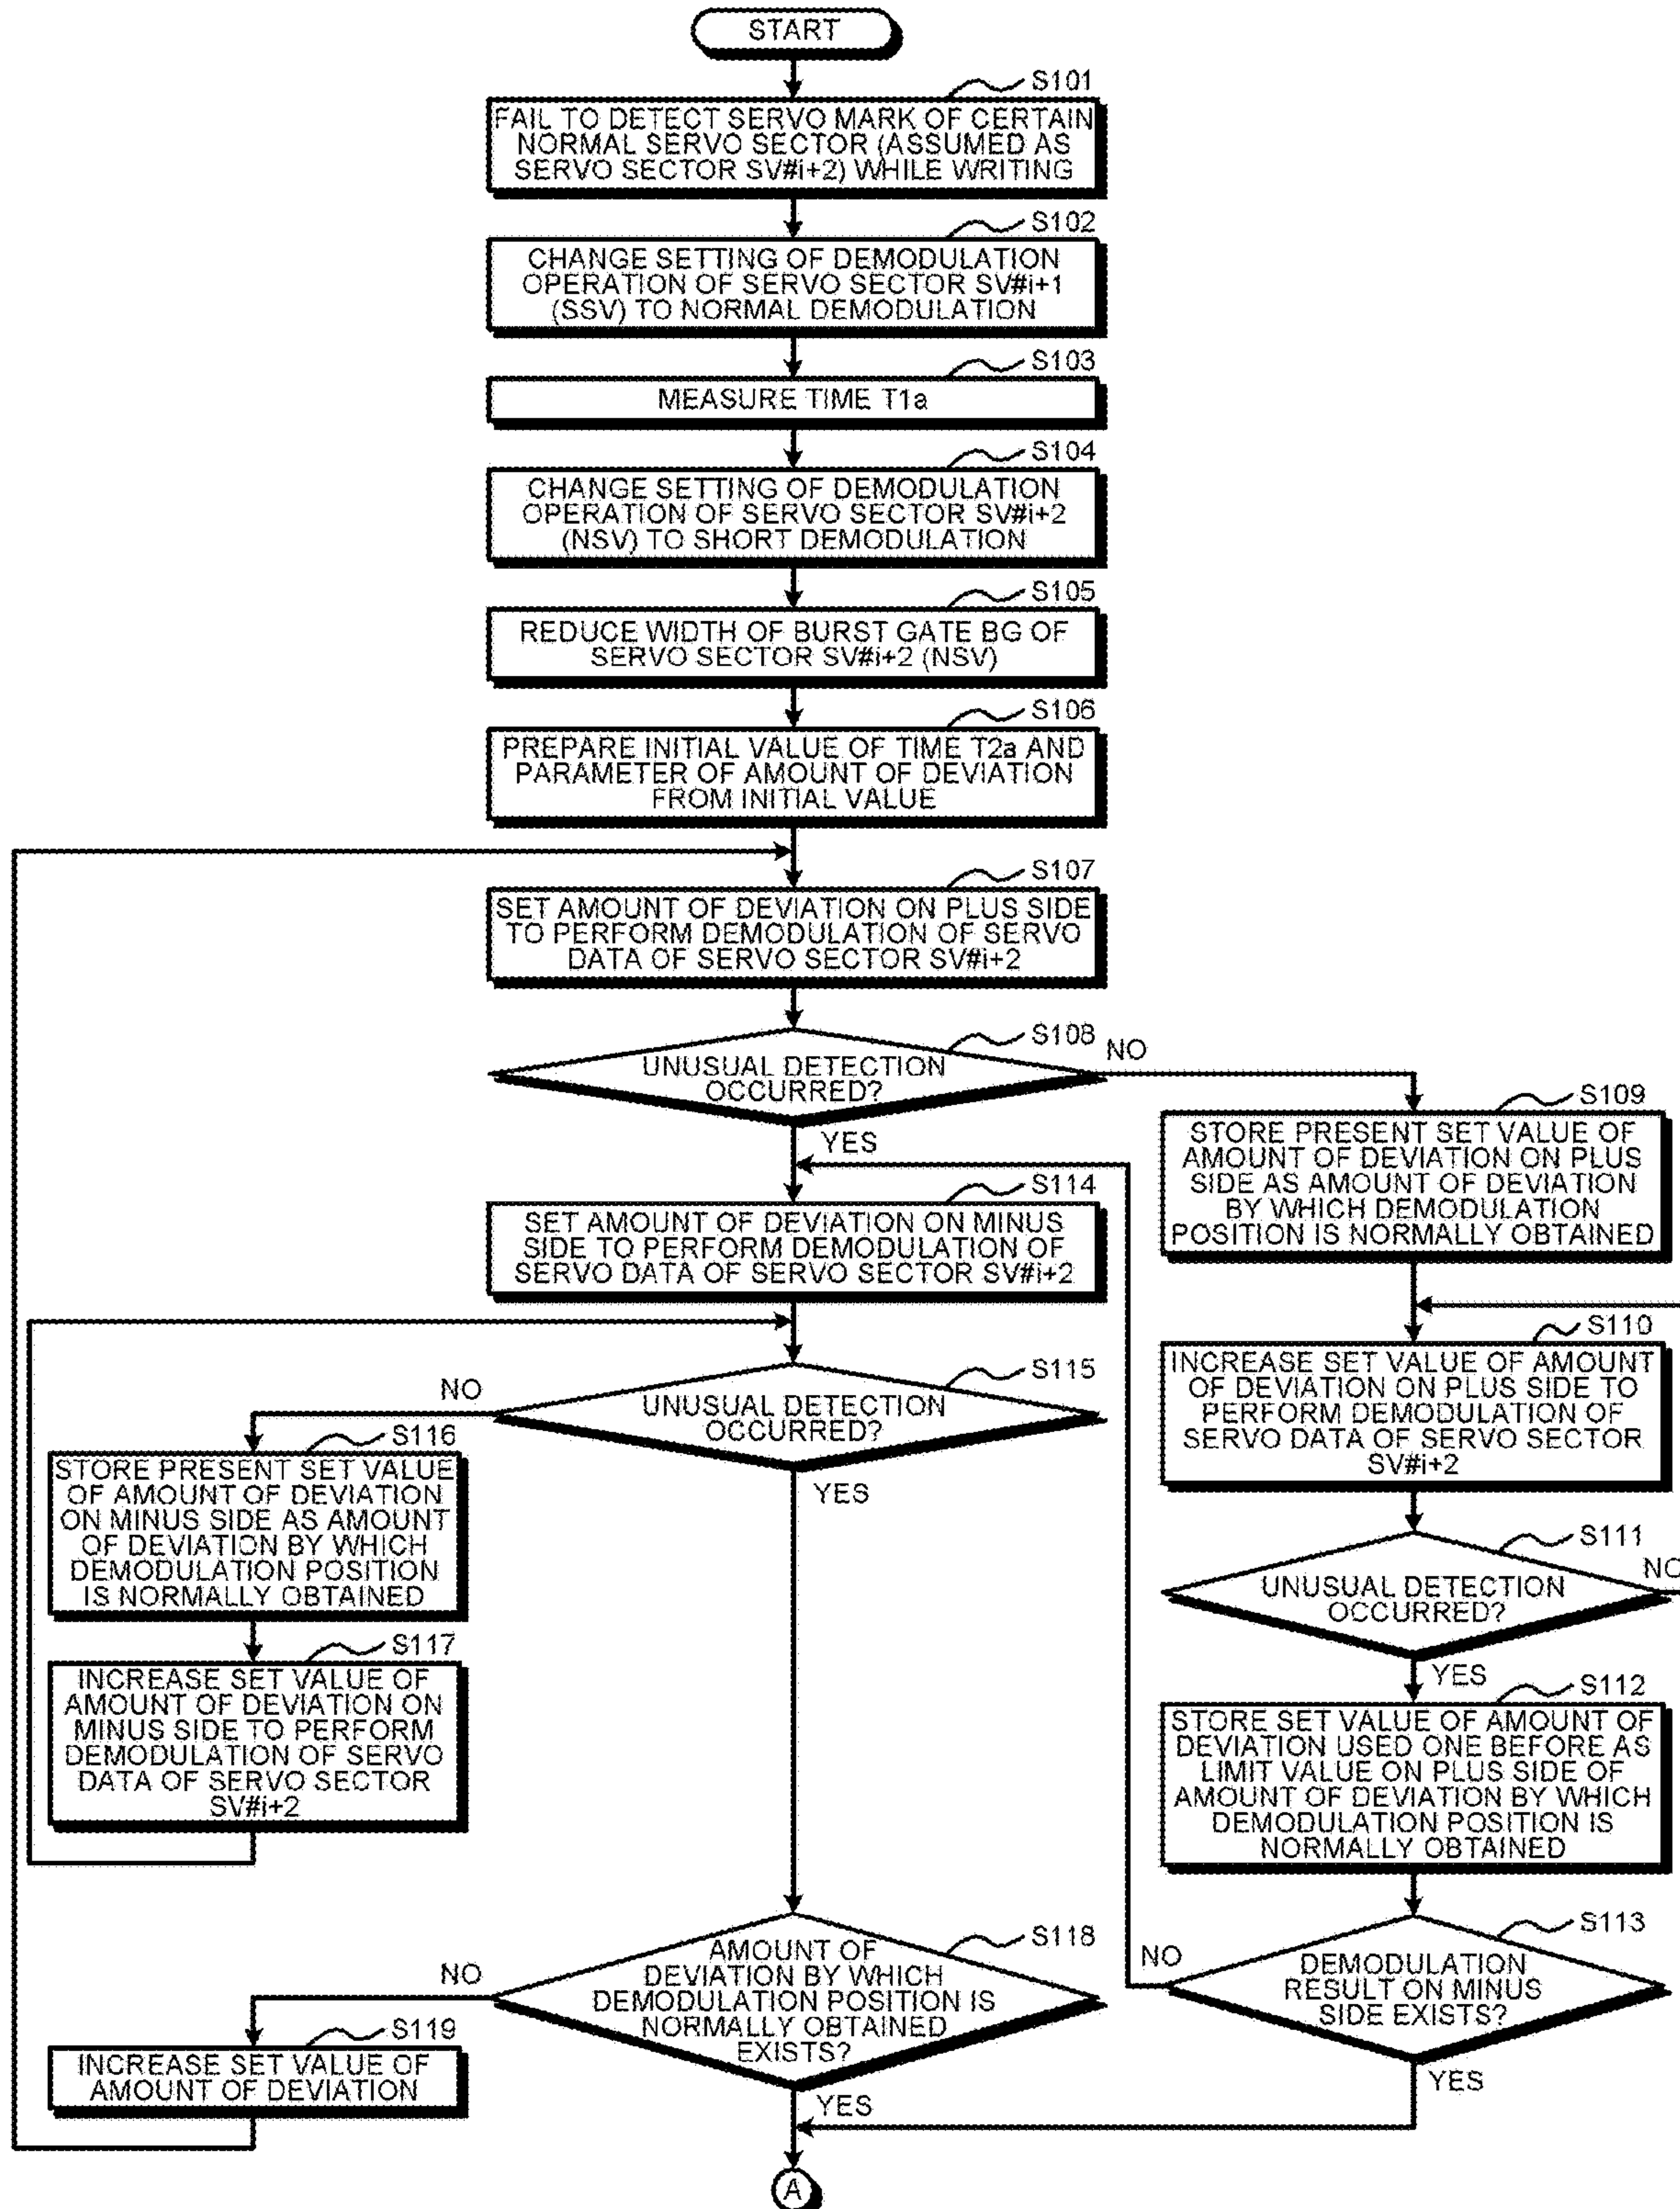 START
S101
FAIL TO DETECT SERVO MARK OF CERTAIN
NORMAL SERVO SECTOR (ASSUMED AS
SERVO SECTOR SV#i+2) WHILE WRITING
S102
CHANGE SETTING OF DEMODULATION
OPERATION OF SERVO SECTOR SV#i+1
(SSV) TO NORMAL DEMODULATION
S103
MEASURE TIME T1a
S104
CHANGE SETTING OF DEMODULATION
OPERATION OF SERVO SECTOR SV#i+2
(NSV) TO SHORT DEMODULATION
S105
REDUCE WIDTH OF BURST GATE BG OF
SERVO SECTOR SV#i+2 (NSV)
S106
PREPARE INITIAL VALUE OF TIME T2a AND
PARAMETER OF AMOUNT OF DEVIATION
FROM INITIAL VALUE
S107
SET AMOUNT OF DEVIATION ON PLUS SIDE
TO PERFORM DEMODULATION OF SERVO
DATA OF SERVO SECTOR SV#i+2
S108
UNUSUAL DETECTION
OCCURRED?
NO
YES
S109
STORE PRESENT SET VALUE OF
AMOUNT OF DEVIATION ON PLUS
SIDE AS AMOUNT OF DEVIATION
BY WHICH DEMODULATION
POSITION IS NORMALLY OBTAINED
S110
INCREASE SET VALUE OF AMOUNT
OF DEVIATION ON PLUS SIDE TO
PERFORM DEMODULATION OF
SERVO DATA OF SERVO SECTOR
SV#i+2
S111
UNUSUAL DETECTION
OCCURRED?
NO
YES
S112
STORE SET VALUE OF AMOUNT OF
DEVIATION USED ONE BEFORE AS
LIMIT VALUE ON PLUS SIDE OF
AMOUNT OF DEVIATION BY WHICH
DEMODULATION POSITION IS
NORMALLY OBTAINED
S113
DEMODULATION
RESULT ON MINUS
SIDE EXISTS?
NO
YES
S114
SET AMOUNT OF DEVIATION ON MINUS
SIDE TO PERFORM DEMODULATION OF
SERVO DATA OF SERVO SECTOR SV#i+2
S115
UNUSUAL DETECTION
OCCURRED?
NO
YES
S116
STORE PRESENT SET VALUE
OF AMOUNT OF DEVIATION
ON MINUS SIDE AS AMOUNT
OF DEVIATION BY WHICH
DEMODULATION POSITION
IS NORMALLY OBTAINED
S117
INCREASE SET VALUE OF
AMOUNT OF DEVIATION ON
MINUS SIDE TO PERFORM
DEMODULATION OF SERVO
DATA OF SERVO SECTOR
SV#i+2
S118
AMOUNT OF
DEVIATION BY WHICH
DEMODULATION POSITION IS
NORMALLY OBTAINED
EXISTS?
NO
YES
S119
INCREASE SET VALUE OF
AMOUNT OF DEVIATION
A